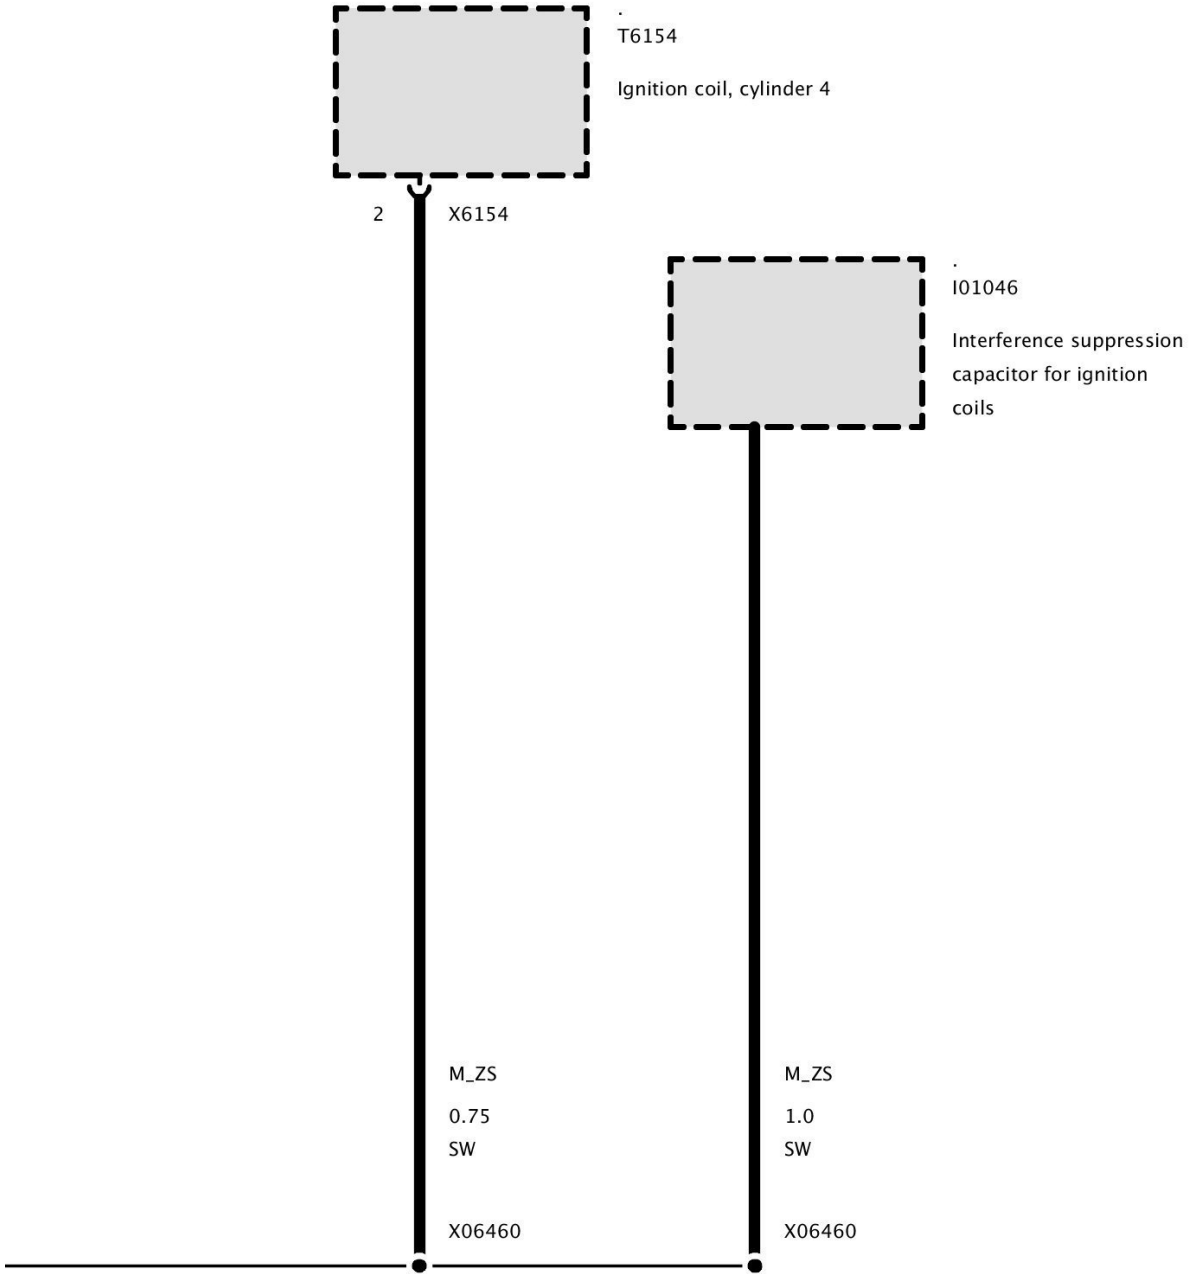 .
T6154
Ignition coil, cylinder 4
2
X6154
.
I01046
Interference suppression
capacitor for ignition
coils
M_ZS
0.75
SW
X06460
M_ZS
1.0
SW
X06460